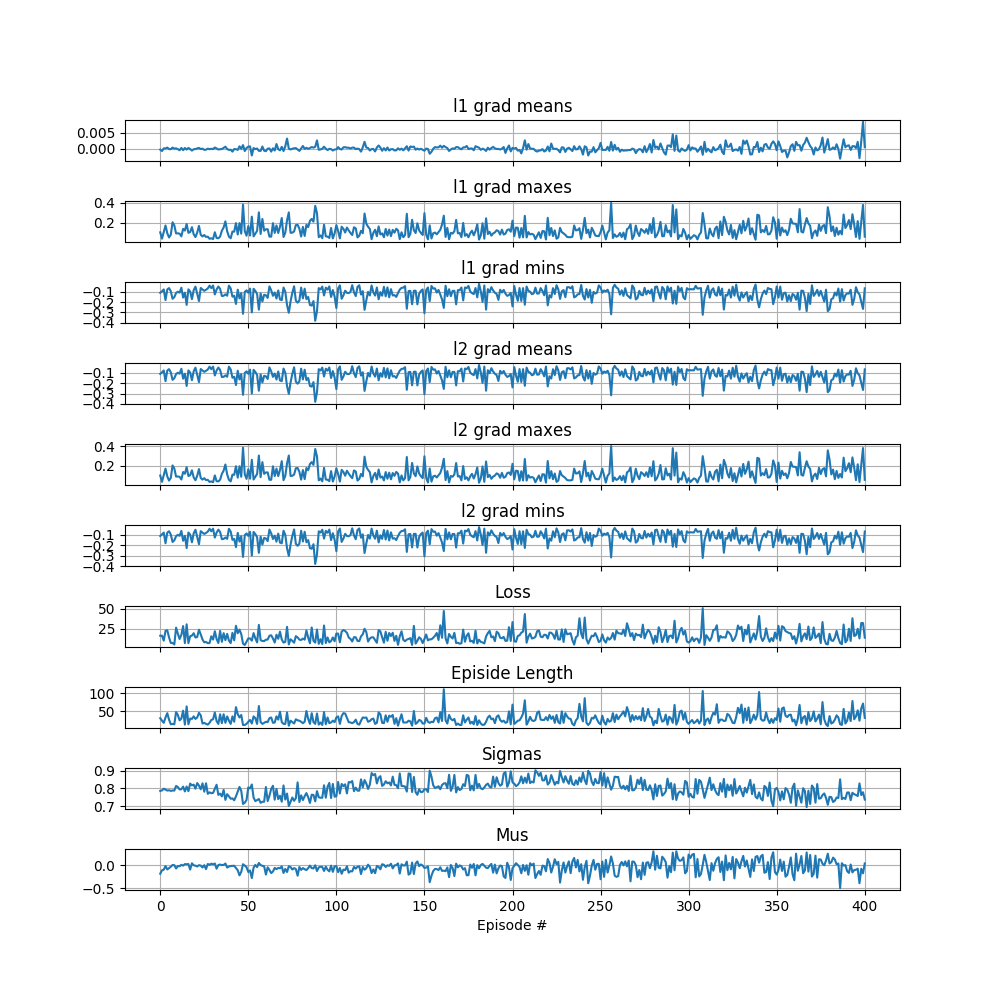 l1 grad means
0.005
0.000
l1 grad maxes
0.4
0.2
l1 grad mins
−0.1
−0.2
−0.3
−0.4
l2 grad means
−0.1
−0.2
−0.3
−0.4
l2 grad maxes
0.4
0.2
l2 grad mins
−0.1
−0.2
−0.3
−0.4
Loss
50
25
Episide Length
100
50
Sigmas
0.9
0.8
0.7
Mus
0.0
−0.5
0 50 100 150 200 250 300 350 400
Episode #